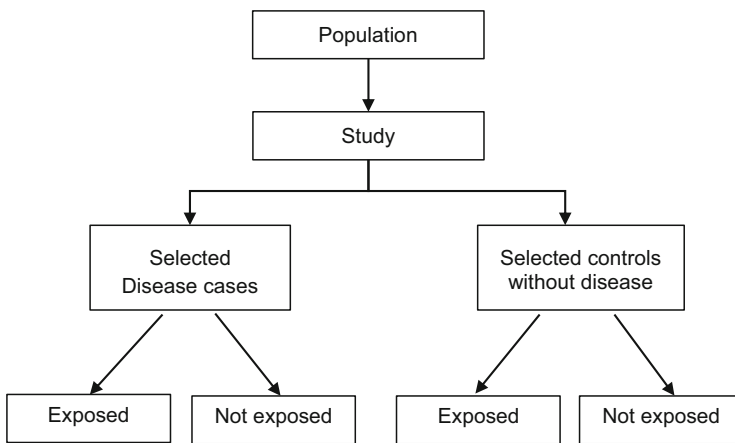 Population
Study
Selected
Disease cases
Selected controls
without disease
Exposed
Not exposed
Exposed
Not exposed